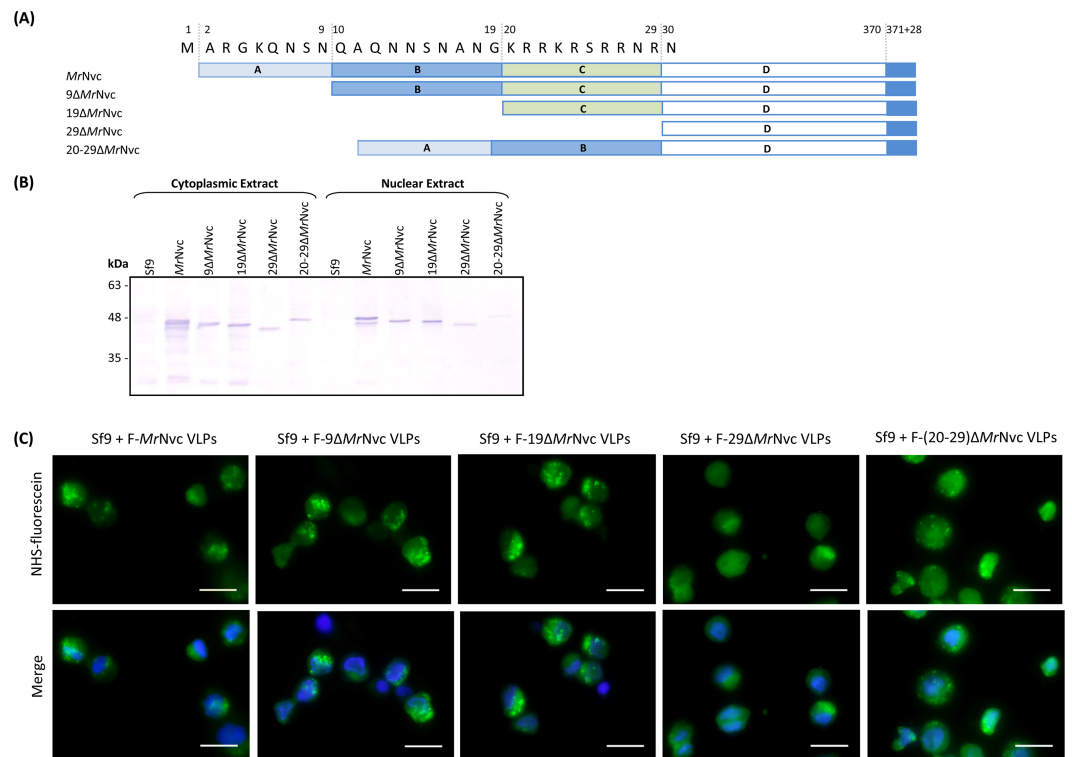 (A)
1 2 9 10 19 20 29 30 370 371+28
M A R G K Q N S N Q A Q N N S N A N G K R R K R S R R N R N
MrNvc A B C D
9ΔMrNvc B C D
19ΔMrNvc C D
29ΔMrNvc D
20-29ΔMrNvc A B D
(B)
Cytoplasmic Extract Nuclear Extract
kDa Sf9 MrNvc 9ΔMrNvc 19ΔMrNvc 29ΔMrNvc 20-29ΔMrNvc Sf9 MrNvc 9ΔMrNvc 19ΔMrNvc 29ΔMrNvc 20-29ΔMrNvc
63 -
48 -
35 -
(C)
Sf9 + F-MrNvc VLPs Sf9 + F-9ΔMrNvc VLPs Sf9 + F-19ΔMrNvc VLPs Sf9 + F-29ΔMrNvc VLPs Sf9 + F-(20-29)ΔMrNvc VLPs
NHS-fluorescein
Merge